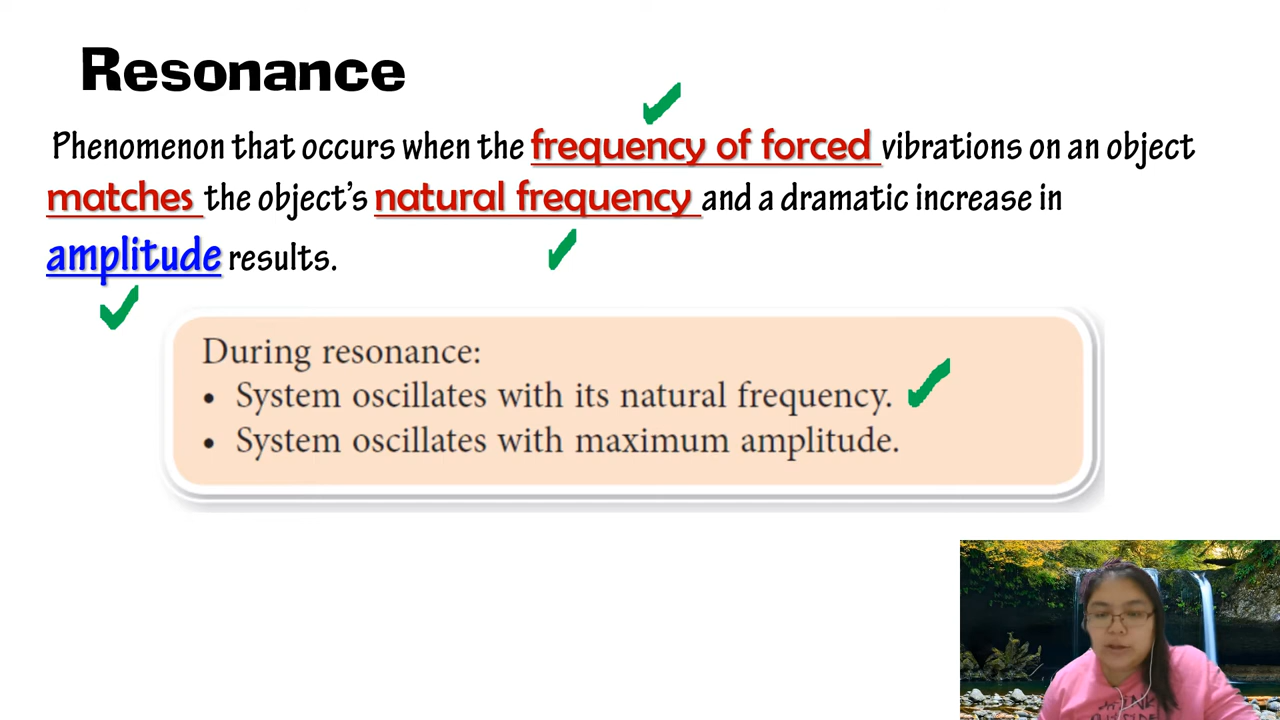 Resonance
Phenomenon that occurs when the frequency of forced vibrations on an object
matches the object's natural frequency and a dramatic increase in
amplitude results.
During resonance:
• System oscillates with its natural frequency.
• System oscillates with maximum amplitude.